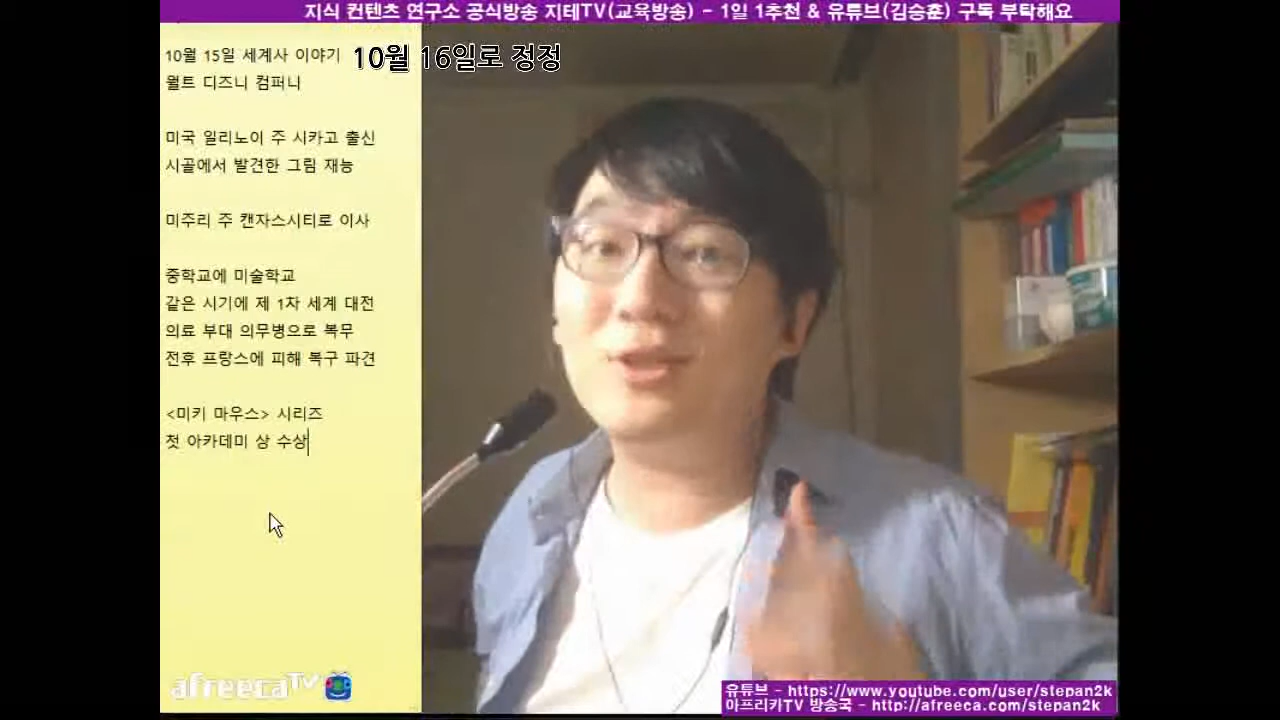 지식 컨텐츠 연구소 공식방송 지테TV(교육방송) - 1일 1추천 & 유튜브(김승훈) 구독 부탁해요
10월 15일 세계사 이야기 10월 16일로 정정
월트 디즈니 컴퍼니
미국 일리노이 주 시카고 출신
시골에서 발견한 그림 재능
미주리 주 캔자스시티로 이사
중학교에 미술학교
같은 시기에 제 1차 세계 대전
의료 부대 의무병으로 복무
전후 프랑스에 피해 복구 파견
<미키 마우스> 시리즈
첫 아카데미 상 수상
afreecaTV
유튜브 - https://www.youtube.com/user/stepan2k
아프리카TV 방송국 - http://afreeca.com/stepan2k